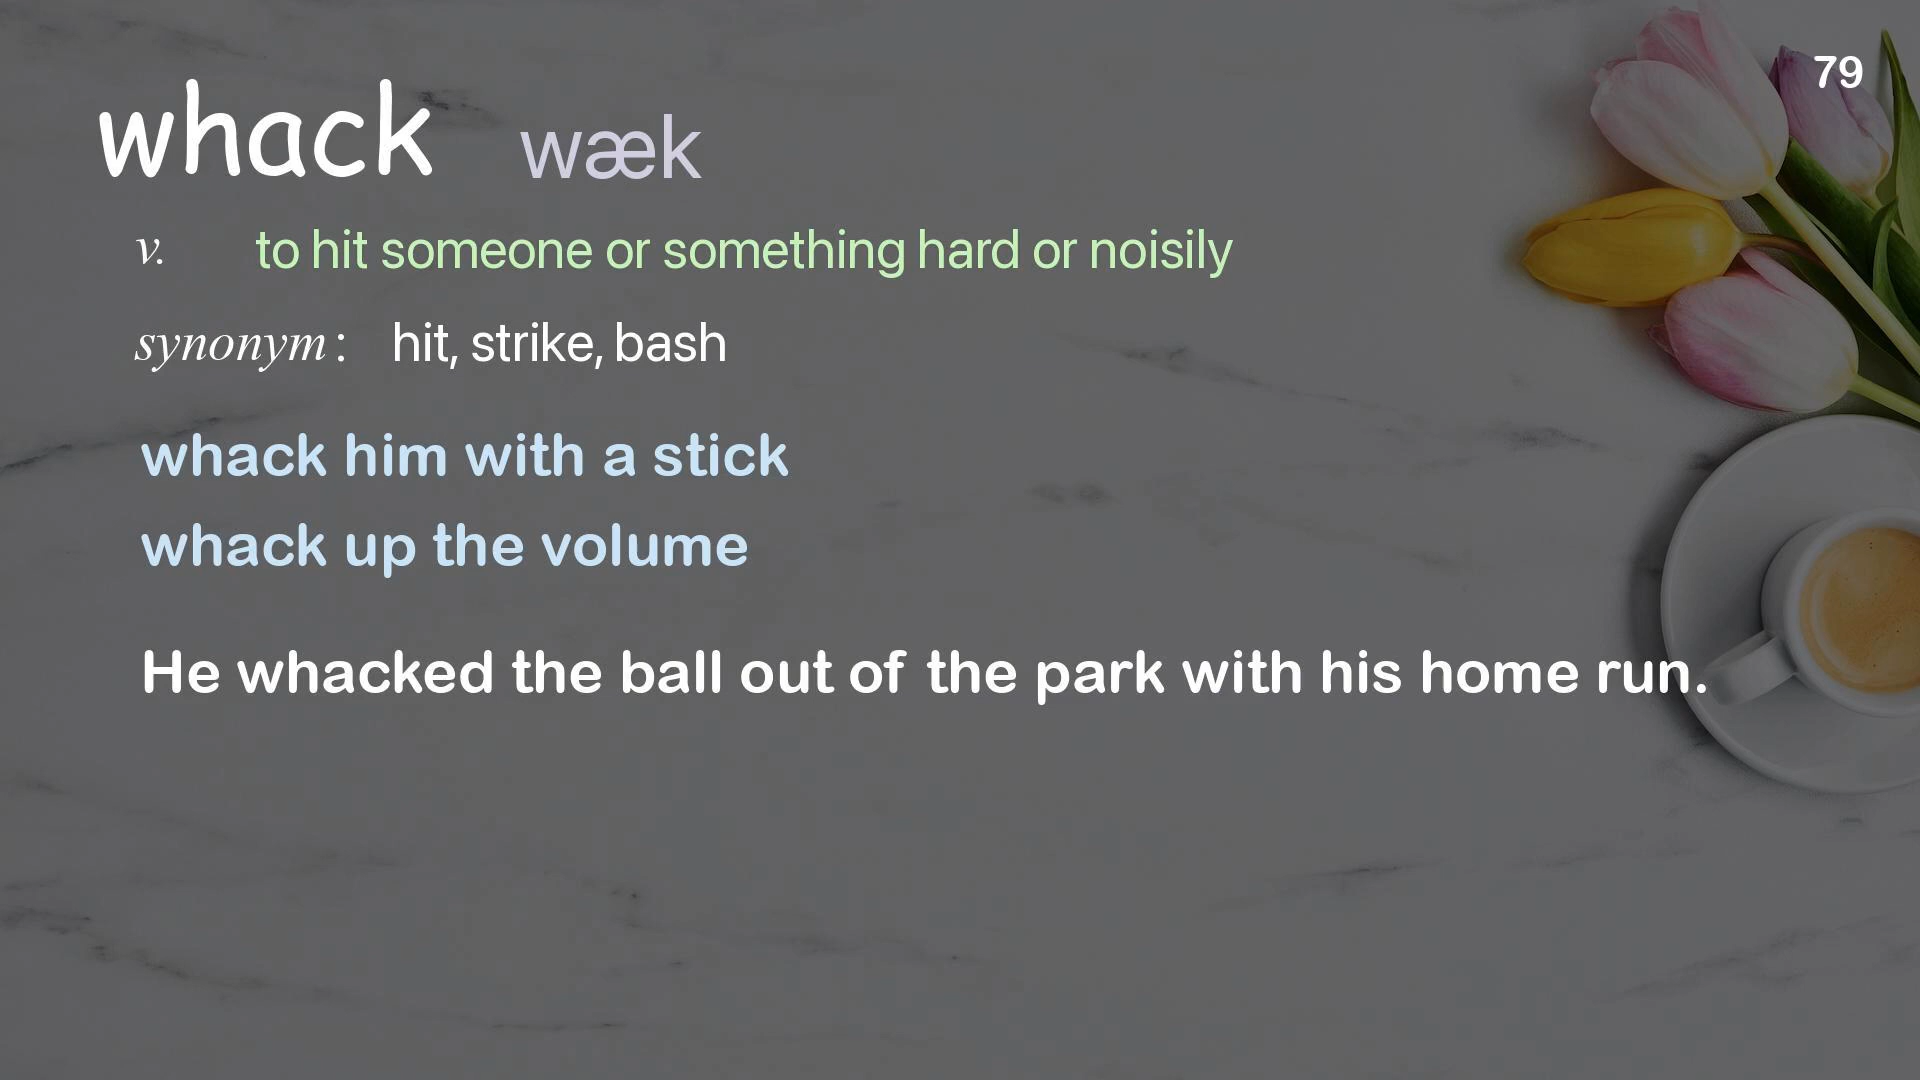 79
whack wæk
v. to hit someone or something hard or noisily
synonym : hit, strike, bash
whack him with a stick
whack up the volume
He whacked the ball out of the park with his home run.